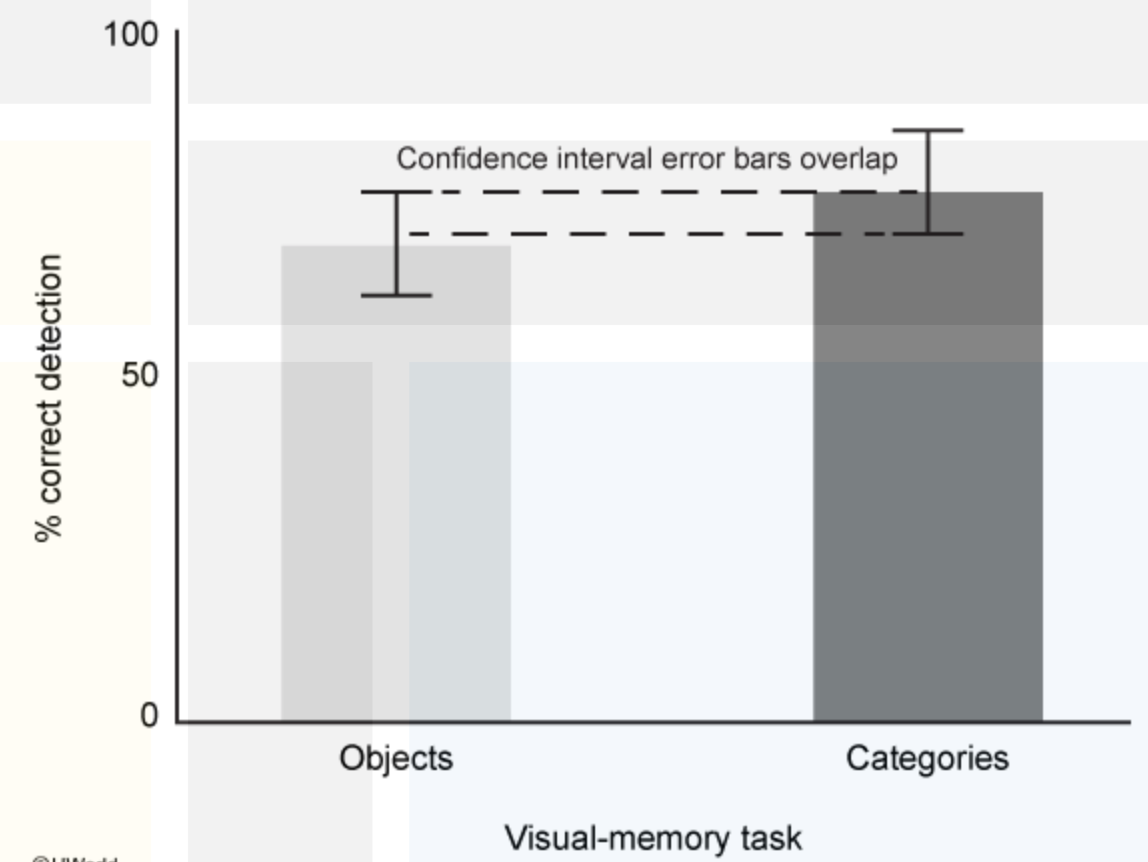 100
Confidence interval error bars overlap
% correct detection
50
0
Objects
Categories
Visual-memory task